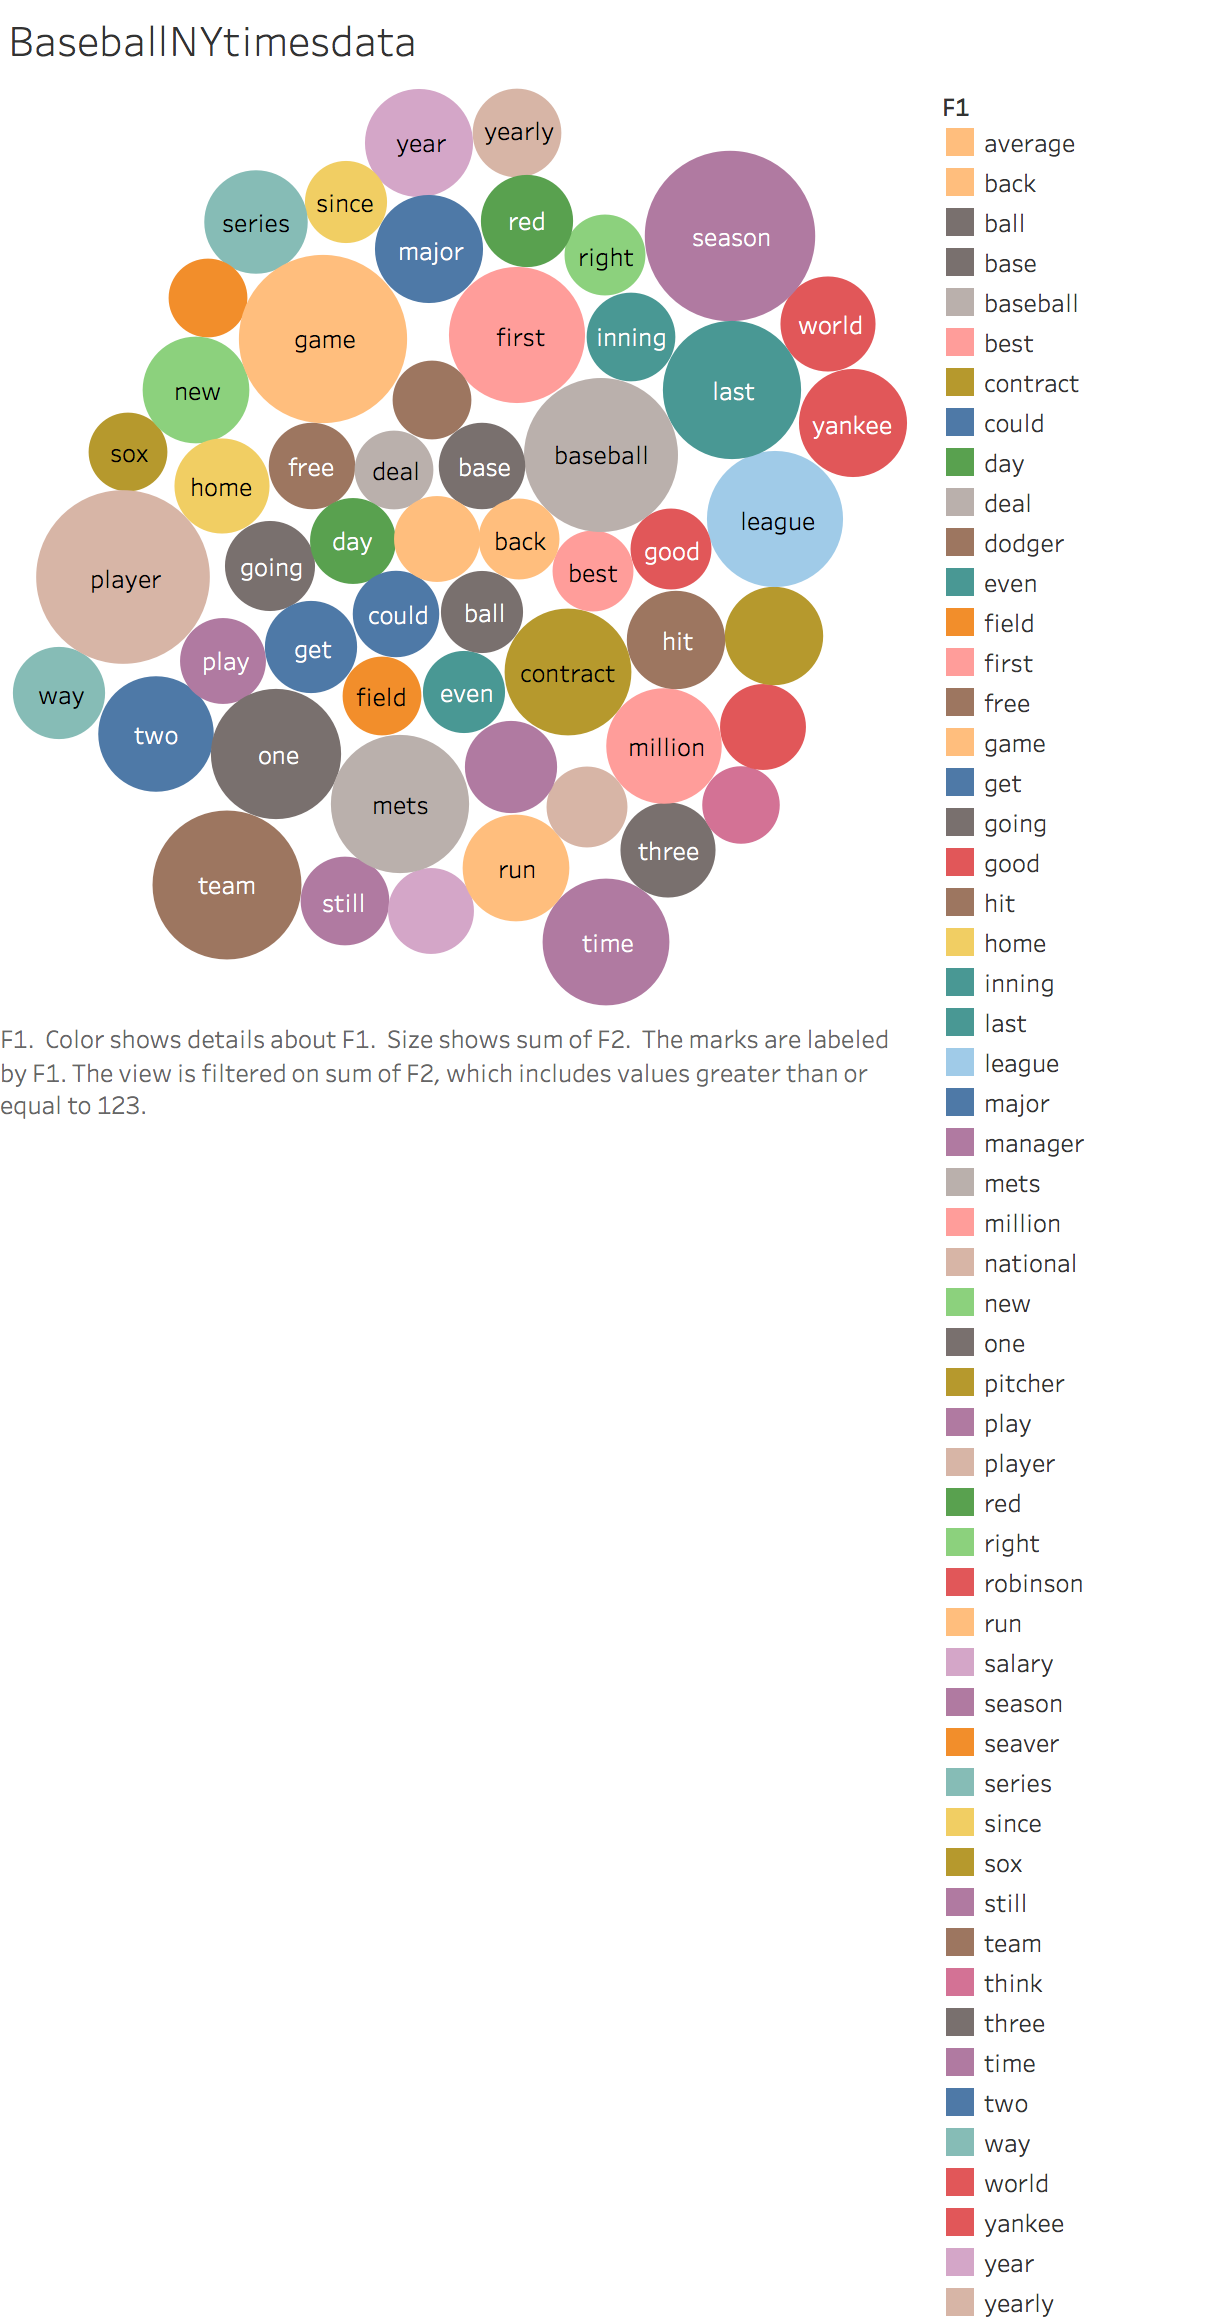 BaseballNYtimesdata
year
yearly
since
series
red
major
right
season
world
game
first
inning
last
new
yankee
sox
home
free
deal
base
baseball
league
player
going
day
back
best
good
could
ball
get
play
hit
contract
way
field
even
two
one
million
mets
three
run
team
still
time
F1. Color shows details about F1. Size shows sum of F2. The marks are labeled
by F1. The view is filtered on sum of F2, which includes values greater than or
equal to 123.
F1
average
back
ball
base
baseball
best
contract
could
day
deal
dodger
even
field
first
free
game
get
going
good
hit
home
inning
last
league
major
manager
mets
million
national
new
one
pitcher
play
player
red
right
robinson
run
salary
season
seaver
series
since
sox
still
team
think
three
time
two
way
world
yankee
year
yearly